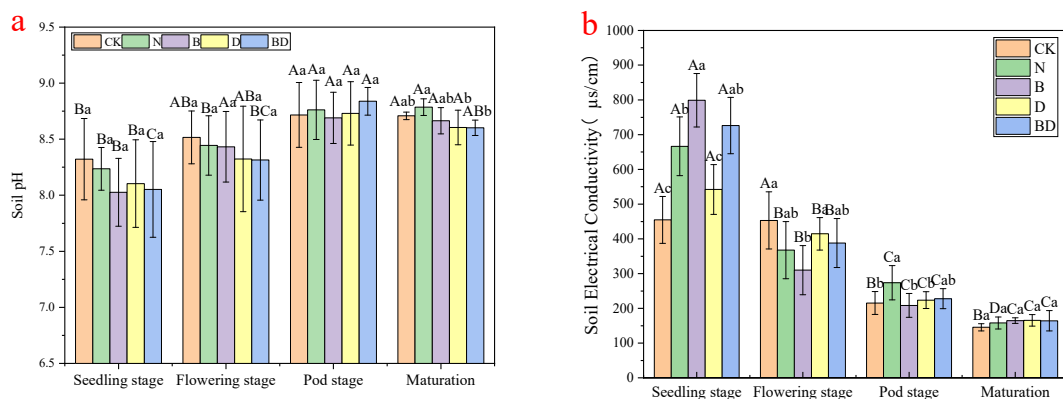 a
Soil pH
9.5
9.0
8.5
8.0
7.5
7.0
6.5
CK N B D BD
Ba Ba Ba Ba Ca
ABa Ba Aa ABa BCa
Aa Aa Aa Aa Aa
Aab Aa Aab Ab ABb
Seedling stage Flowering stage Pod stage Maturation
b
Soil Electrical Conductivity ( μs/cm)
1000
900
800
700
600
500
400
300
200
100
0
CK
N
B
D
BD
Ac Ab Aa Ac Aab
Aa Bab Bb Ba Bab
Bb Ca Cb Cb Cab
Ba Da Ca Ca Ca
Seedling stage Flowering stage Pod stage Maturation